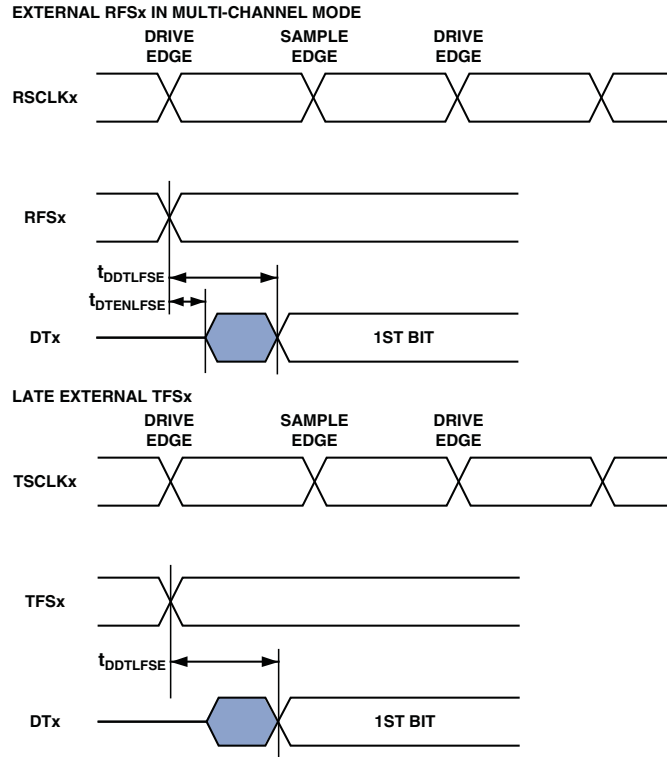 EXTERNAL RFSx IN MULTI-CHANNEL MODE
DRIVE EDGE
SAMPLE EDGE
DRIVE EDGE
RSCLKx
RFSx
tDDTLFSE
tDTENLFSE
DTx
1ST BIT
LATE EXTERNAL TFSx
DRIVE EDGE
SAMPLE EDGE
DRIVE EDGE
TSCLKx
TFSx
tDDTLFSE
DTx
1ST BIT